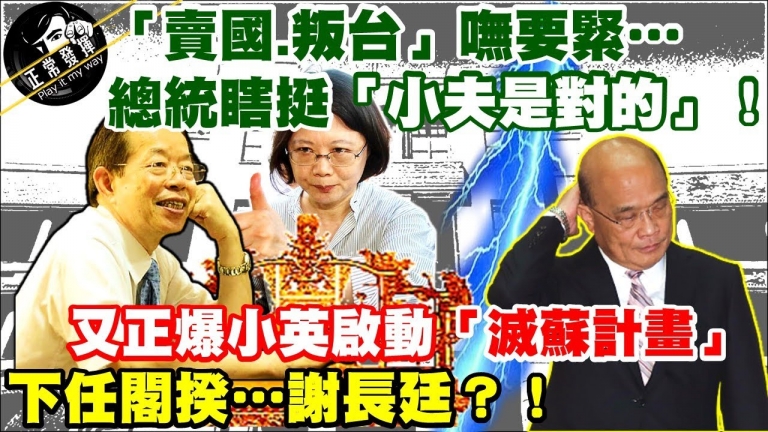 正常發揮
Play it my way
「賣國.叛台」嘸要緊…
總統瞎挺「小夫是對的」！
又正爆小英啟動「滅蘇計畫」
下任閣揆…謝長廷？！